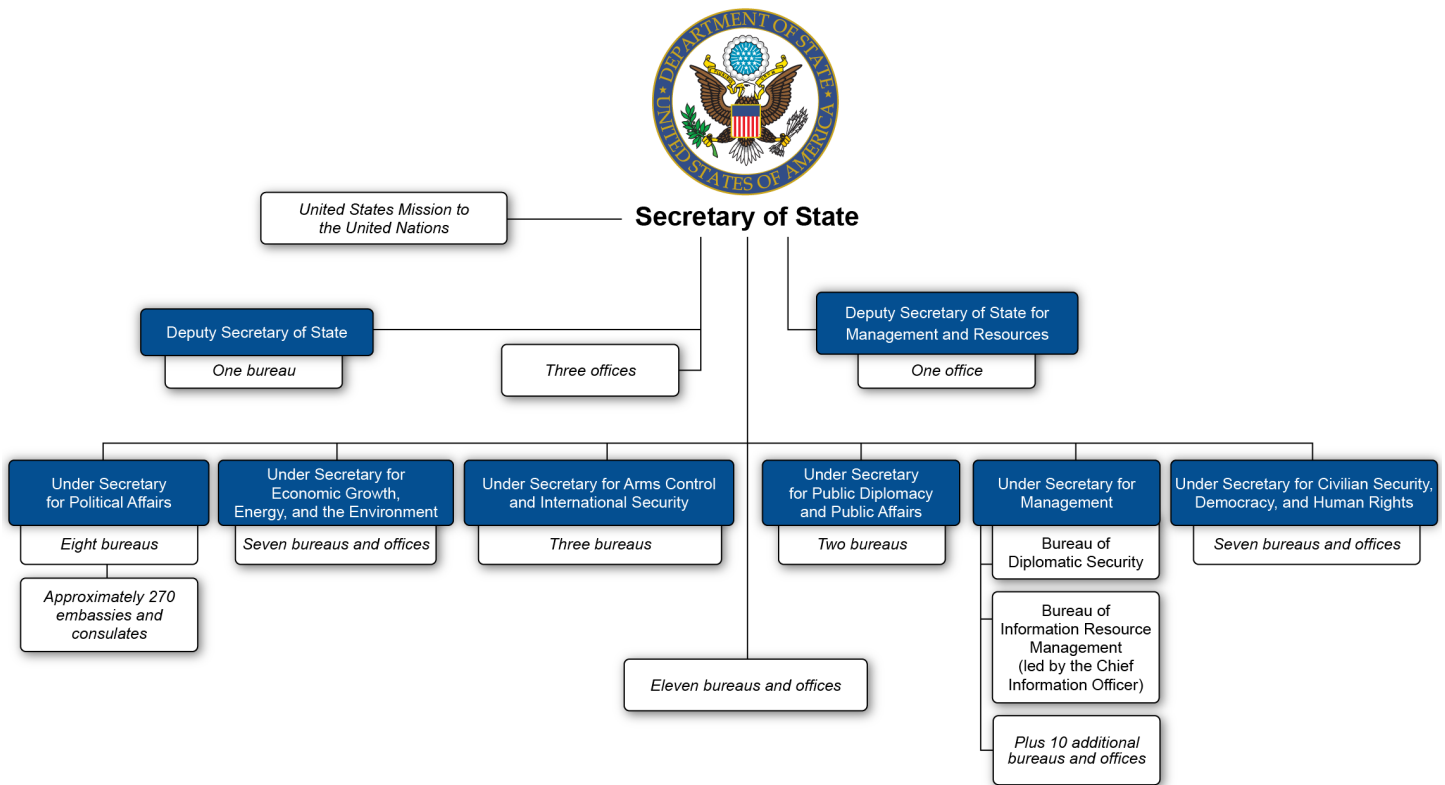 DEPARTMENT OF STATE
UNITED STATES OF AMERICA
Secretary of State
United States Mission to
the United Nations
Deputy Secretary of State
One bureau
Three offices
Deputy Secretary of State for
Management and Resources
One office
Under Secretary
for Political Affairs
Eight bureaus
Approximately 270
embassies and
consulates
Under Secretary for
Economic Growth,
Energy, and the Environment
Seven bureaus and offices
Under Secretary for Arms Control
and International Security
Three bureaus
Eleven bureaus and offices
Under Secretary
for Public Diplomacy
and Public Affairs
Two bureaus
Under Secretary for
Management
Bureau of
Diplomatic Security
Bureau of
Information Resource
Management
(led by the Chief
Information Officer)
Plus 10 additional
bureaus and offices
Under Secretary for Civilian Security,
Democracy, and Human Rights
Seven bureaus and offices